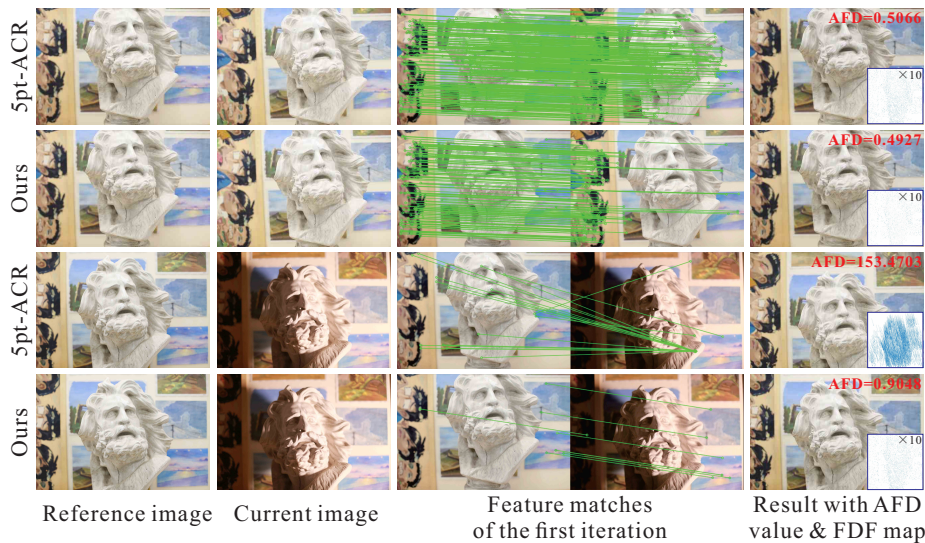 5pt-ACR
AFD=0.5066
×10
Ours
AFD=0.4927
×10
5pt-ACR
AFD=153.4703
Ours
AFD=0.9048
×10
Reference image
Current image
Feature matches
of the first iteration
Result with AFD
value & FDF map